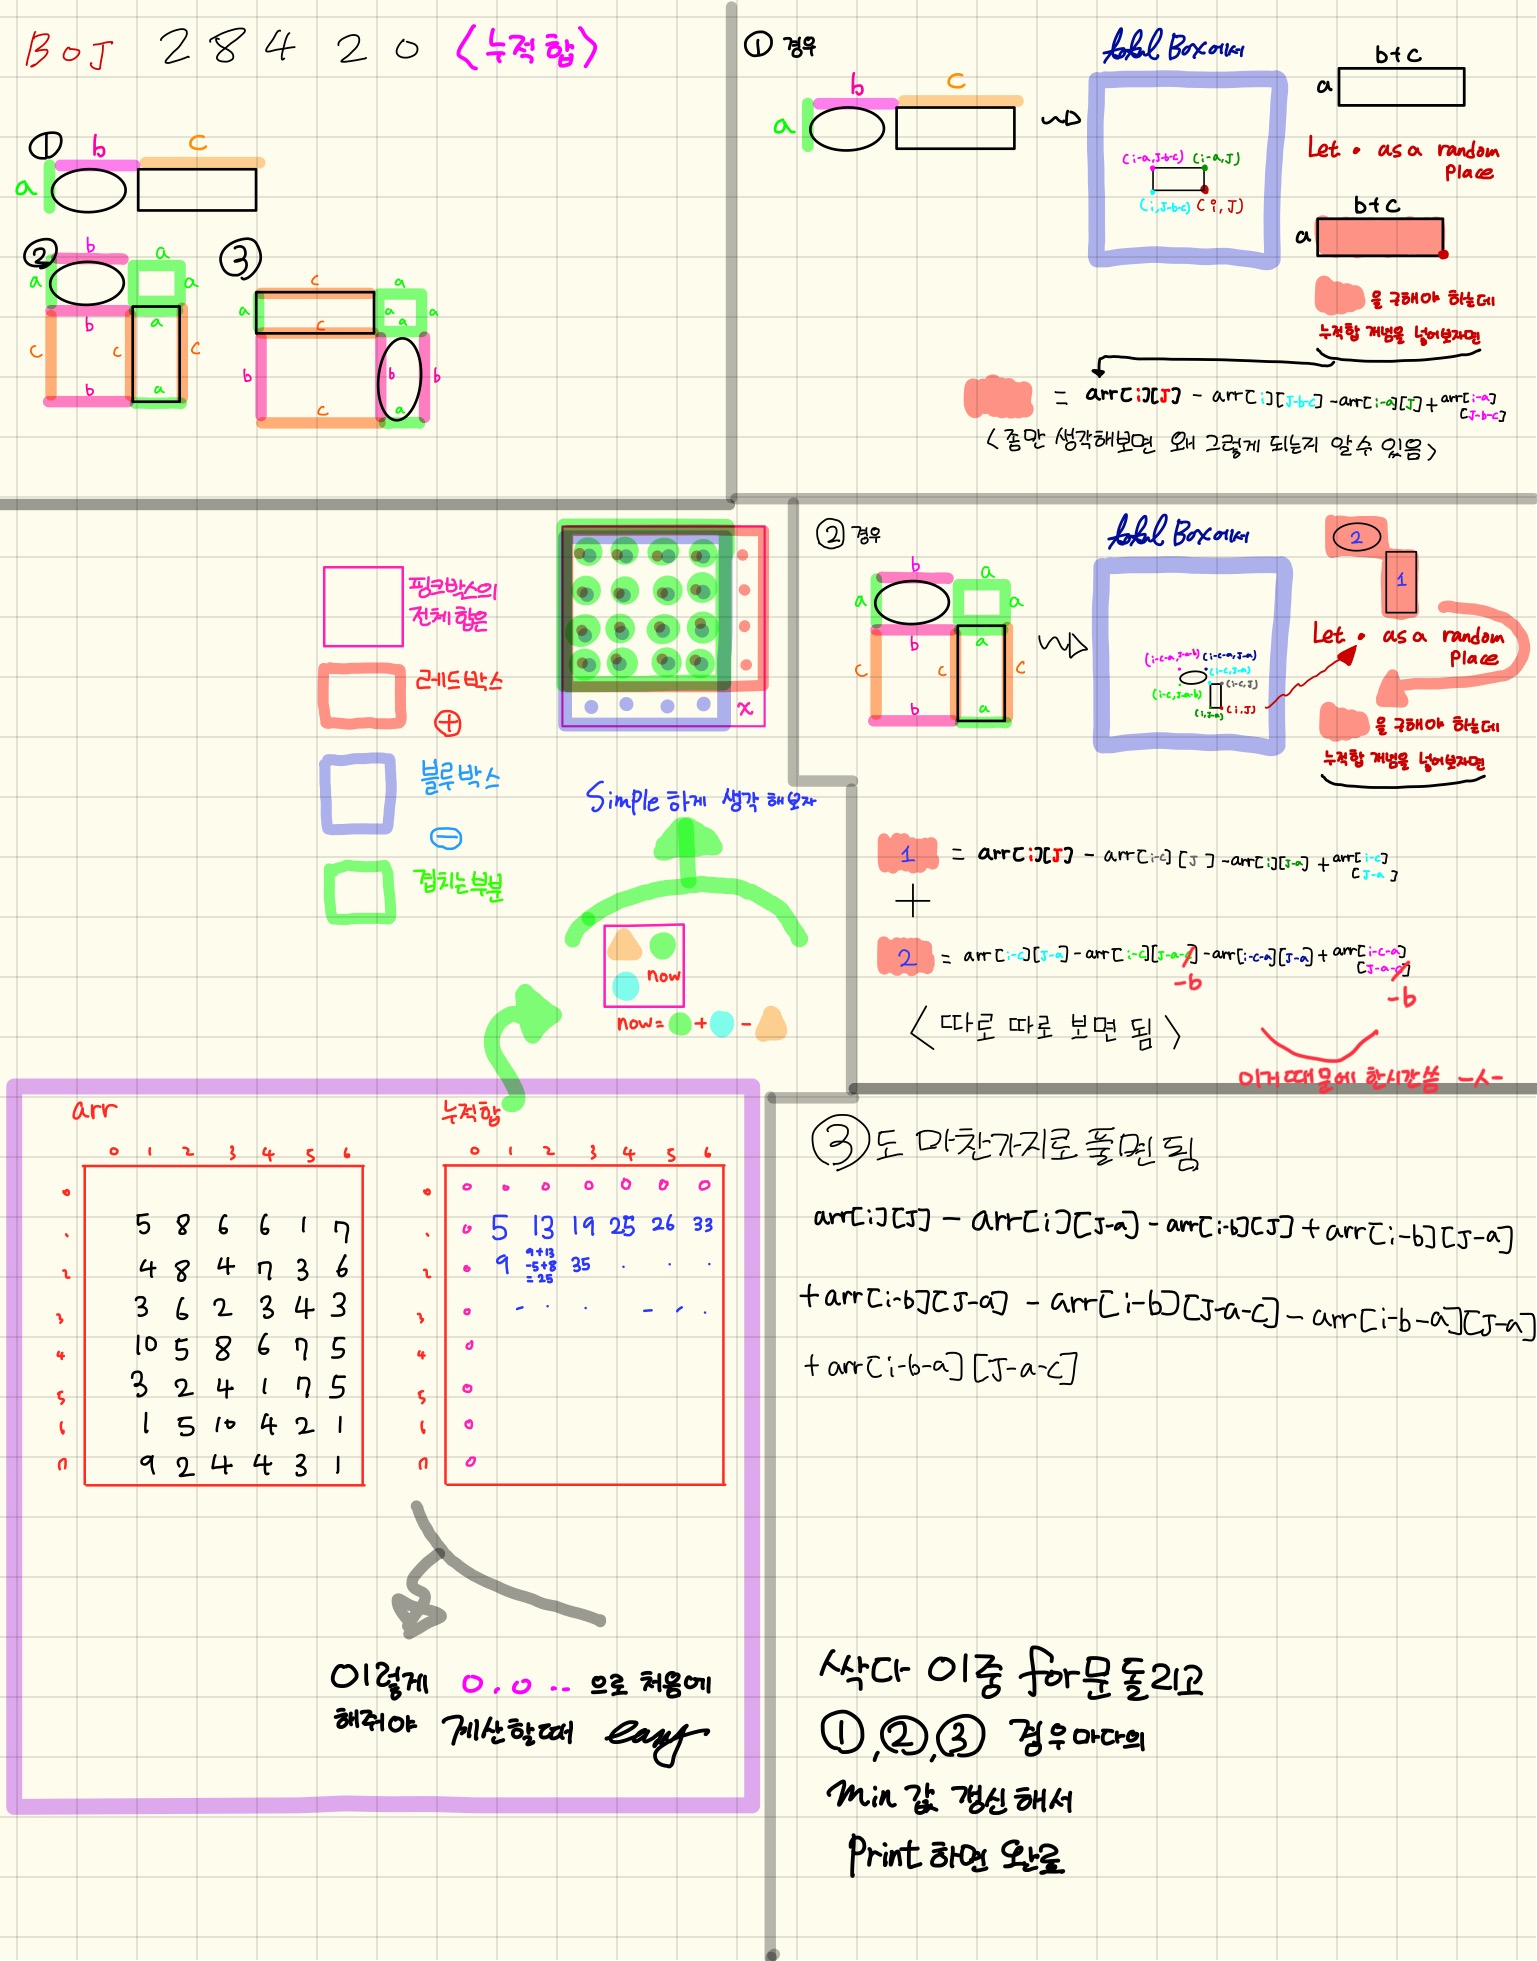 BOJ 28420 <누적합>
①
b
c
a
②
b
a
a
a
b
a
c
c
c
b
a
③
c
a
a
a
a
a
c
b
b
b
c
a
① 경우
b
c
a
total Box에서
(i-a, J-b-c) (i-a, J)
(i, J-b-c) (i, J)
b+c
a
Let • as a random
Place
b+c
a
을 구해야 하는데
누적합 개념을 넣어보자면
= arr[i][J] - arr[i][J-b-c] - arr[i-a][J] + arr[i-a]
[J-b-c]
<좀만 생각해보면 왜 그렇게 되는지 알수 있음>
핑크박스의
전체 합은
레드박스
+
블루박스
-
겹치는 부분
x
Simple 하게 생각 해보자
now
now = + -
② 경우
b
a
a
a
b
a
c
c
b
a
total Box에서
(i-c-a, J-a-b) (i-c-a, J-a)
(i-c, J-a)
(i-c, J-a-b) (i-c, J)
(i, J-a) (i, J)
2
1
Let • as a random
Place
을 구해야 하는데
누적합 개념을 넣어보자면
1 = arr[i][J] - arr[i-c][J] - arr[i][J-a] + arr[i-c]
[J-a]
+
2 = arr[i-c][J-a] - arr[i-c][J-a-c] - arr[i-c-a][J-a] + arr[i-c-a]
[J-a-c]
-b
-b
<따로 따로 보면 됨>
이거 때문에 한시간씀 -ㅅ-
arr
0 1 2 3 4 5 6
0
1 5 8 6 6 1 7
2 4 8 4 7 3 6
3 3 6 2 3 4 3
4 10 5 8 6 7 5
5 3 2 4 1 7 5
6 1 5 10 4 2 1
7 9 2 4 4 3 1
누적합
0 1 2 3 4 5 6
0 0 0 0 0 0 0 0
1 0 5 13 19 25 26 33
2 0 9 9+13 35 . . .
-5+8
= 25
3 0 - . . - - .
4 0
5 0
6 0
7 0
이렇게 0.0.. 으로 처음에
해줘야 계산할때 easy
③도 마찬가지로 풀면 됨
arr[i][J] - arr[i][J-a] - arr[i-b][J] + arr[i-b][J-a]
+ arr[i-b][J-a] - arr[i-b][J-a-c] - arr[i-b-a][J-a]
+ arr[i-b-a][J-a-c]
싹다 이중 for문 돌리고
①,②,③ 경우마다의
Min 값 갱신해서
Print 하면 완료